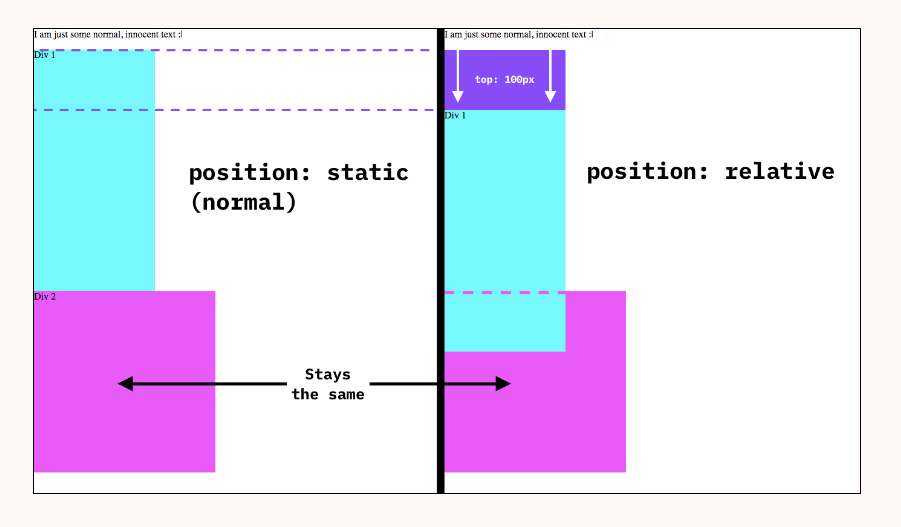 I am just some normal, innocent text :|
Div 1
position: static
(normal)
Div 2
Stays
the same
I am just some normal, innocent text :|
top: 100px
Div 1
position: relative